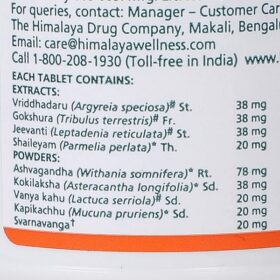 For queries, contact: Manager – Customer Care
The Himalaya Drug Company, Makali, Bengalu
Email: care@himalayawellness.com
Call 1-800-208-1930 (Toll-free in India)
EACH TABLET CONTAINS:
EXTRACTS:
Vriddhadaru (Argyreia speciosa)# St. 38 mg
Gokshura (Tribulus terrestris)# Fr. 38 mg
Jeevanti (Leptadenia reticulata)# St. 38 mg
Shaileyam (Parmelia perlata)* Th. 20 mg
POWDERS:
Ashvagandha (Withania somnifera)* Rt. 78 mg
Kokilaksha (Asteracantha longifolia)* Sd. 38 mg
Vanya kahu (Lactuca serriola)# Sd. 20 mg
Kapikachhu (Mucuna pruriens)* Sd. 20 mg
Svarnavanga† 20 mg